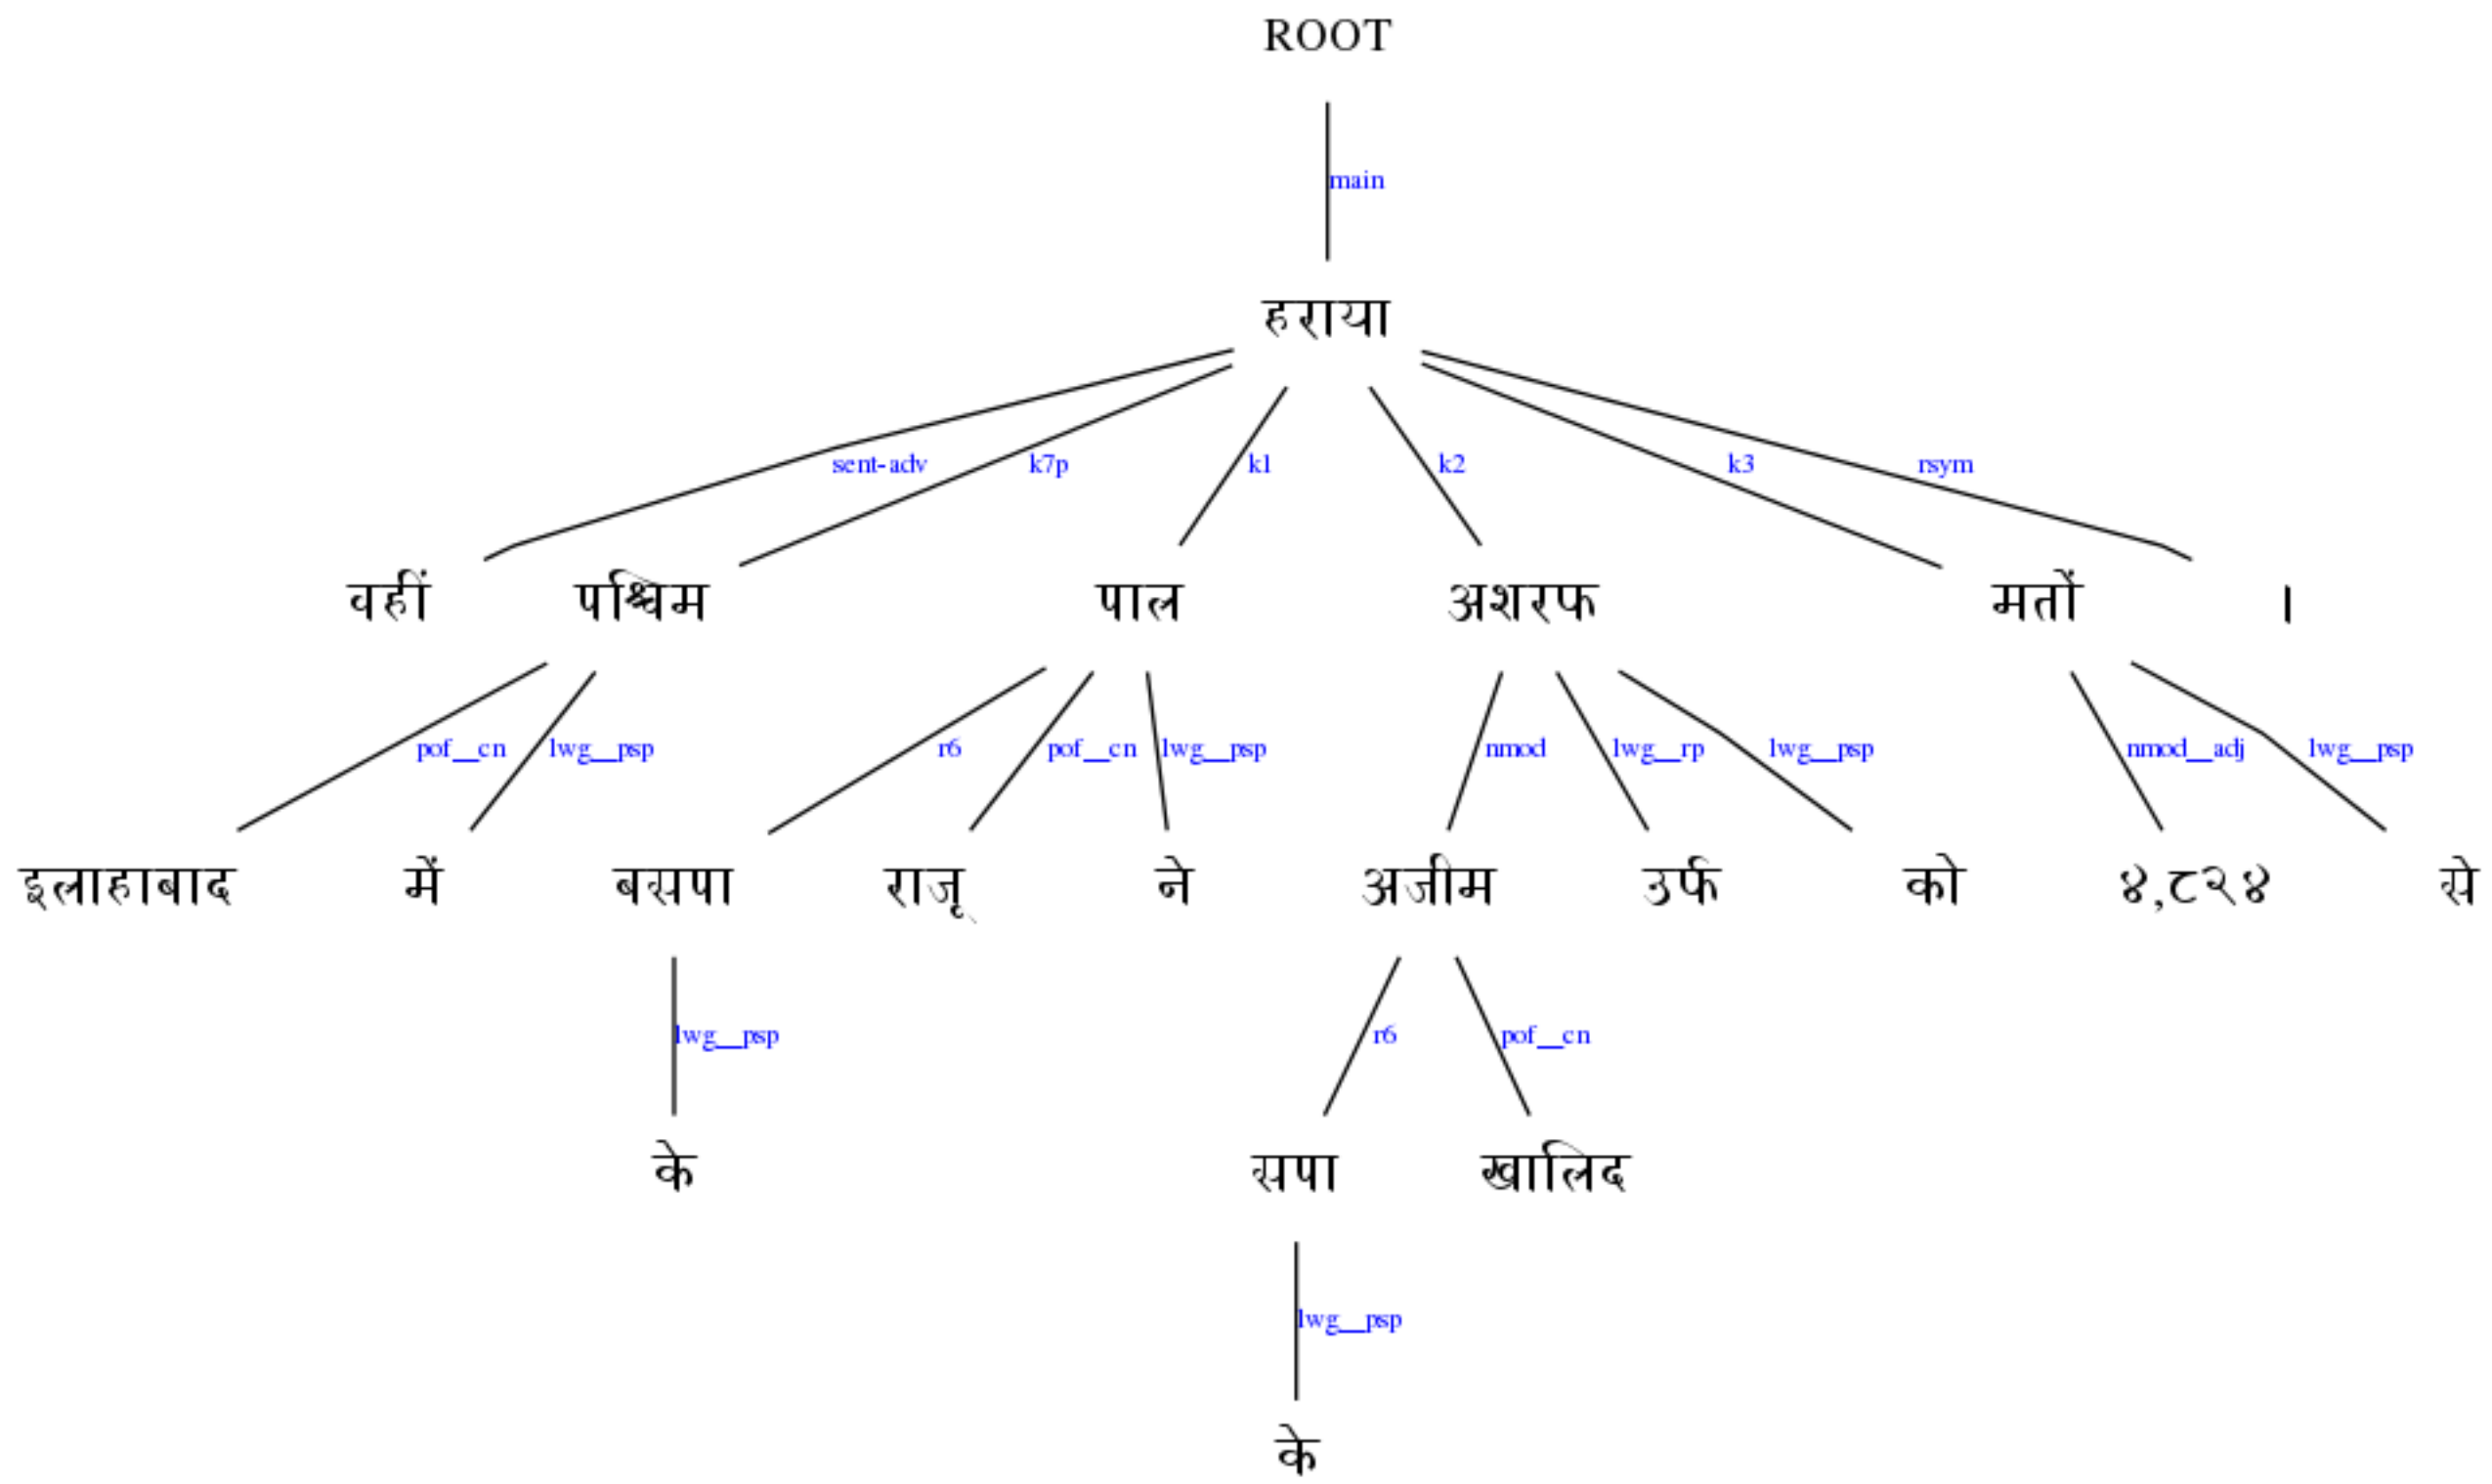 ROOT
main
हराया
sent-adv k7p k1 k2 k3 rsym
वहीं पश्चिम पाल अशरफ मतों ।
pof__cn lwg__psp r6 pof__cn lwg__psp nmod lwg__rp lwg__psp nmod__adj lwg__psp
इलाहाबाद में बसपा राजू ने अजीम उर्फ को ४,८२४ से
lwg__psp r6 pof__cn
के सपा खालिद
lwg__psp
के